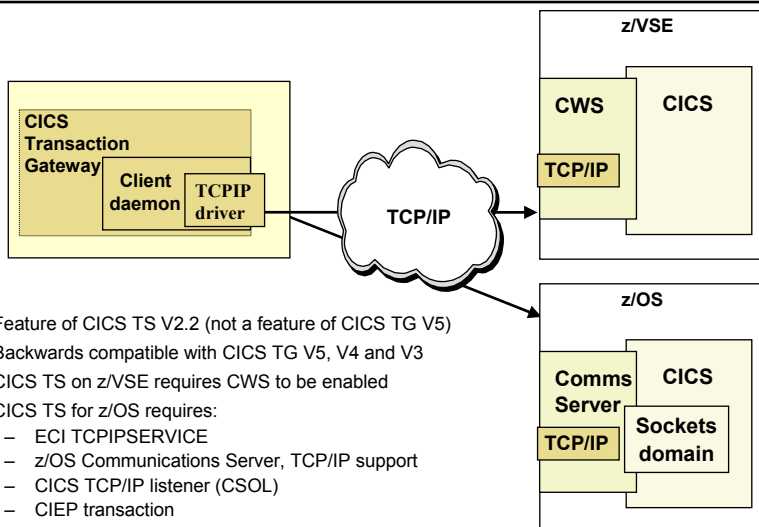 z/VSE
CWS
CICS
TCP/IP
CICS
Transaction
Gateway
Client
daemon
TCPIP
driver
TCP/IP
z/OS
Comms
Server
CICS
TCP/IP
Sockets
domain
Feature of CICS TS V2.2 (not a feature of CICS TG V5)
Backwards compatible with CICS TG V5, V4 and V3
CICS TS on z/VSE requires CWS to be enabled
CICS TS for z/OS requires:
– ECI TCPIPSERVICE
– z/OS Communications Server, TCP/IP support
– CICS TCP/IP listener (CSOL)
– CIEP transaction